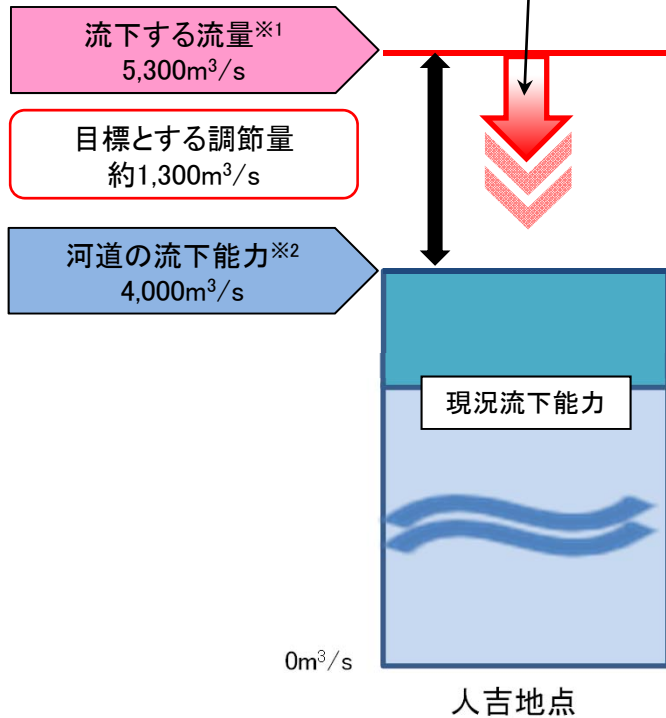 流下する流量※1
5,300m³/s
目標とする調節量
約1,300m³/s
河道の流下能力※2
4,000m³/s
現況流下能力
0m³/s
人吉地点